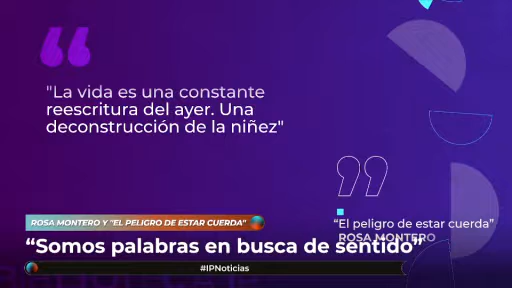 "La vida es una constante
reescritura del ayer. Una
deconstrucción de la niñez"
“El peligro de estar cuerda”
ROSA MONTERO
ROSA MONTERO Y "EL PELIGRO DE ESTAR CUERDA"
“Somos palabras en busca de sentido”
#IPNoticias